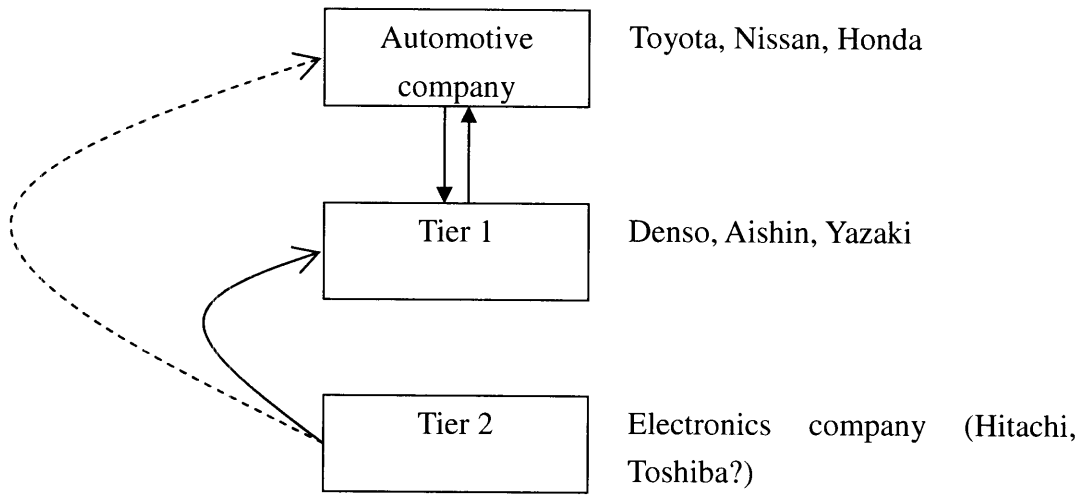 Automotive
company
Toyota, Nissan, Honda
Tier 1
Denso, Aishin, Yazaki
Tier 2
Electronics company (Hitachi,
Toshiba?)